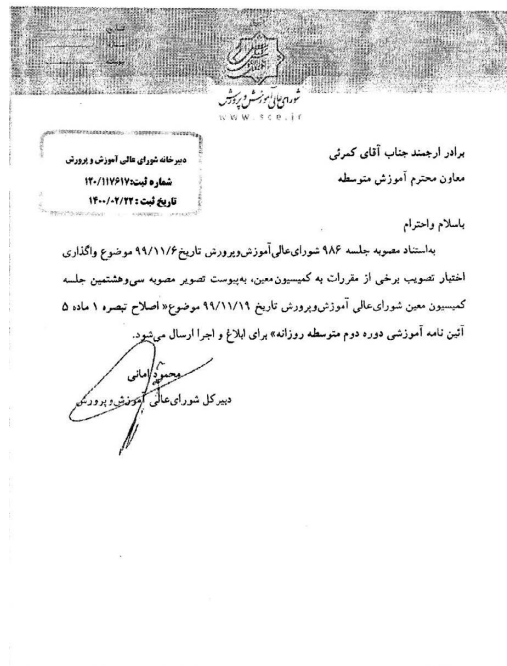 شورای عالی آموزش و پرورش
www.sce.ir
دبیرخانه شورای عالی آموزش و پرورش
شماره ثبت: ۱۲۰/۱۱۷۶۱۷
تاریخ ثبت : ۱۴۰۰/۰۲/۲۲
برادر ارجمند جناب آقای کمرئی
معاون محترم آموزش متوسطه
باسلام واحترام
به‌استناد مصوبه جلسه ۹۸۶ شورای‌عالی‌آموزش‌وپرورش تاریخ۹۹/۱۱/۶ موضوع واگذاری
اختیار تصویب برخی از مقررات به کمیسیون‌معین، به‌پیوست تصویر مصوبه سی‌وهشتمین جلسه
کمیسیون معین شورای‌عالی آموزش‌وپرورش تاریخ ۹۹/۱۱/۱۹ موضوع« اصلاح تبصره ۱ ماده ۵
آئین نامه آموزشی دوره دوم متوسطه روزانه» برای ابلاغ و اجرا ارسال می‌شود.
محمود امانی
دبیرکل شورای‌عالی آموزش‌وپرورش